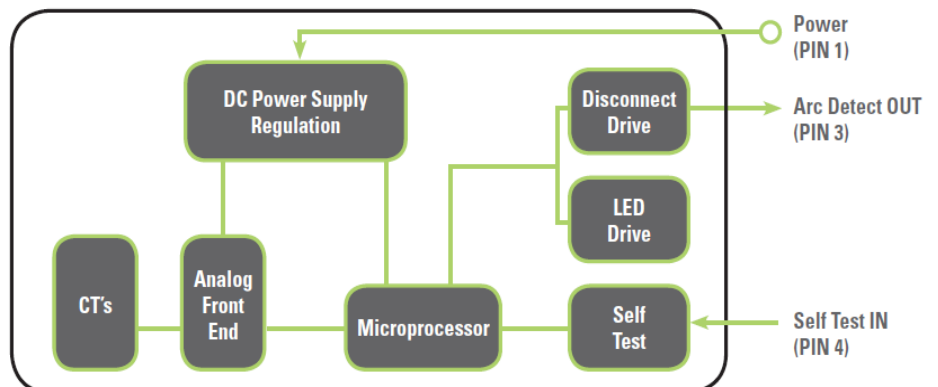 Power
(PIN 1)
DC Power Supply
Regulation
Disconnect
Drive
Arc Detect OUT
(PIN 3)
LED
Drive
CT's
Analog
Front
End
Microprocessor
Self
Test
Self Test IN
(PIN 4)